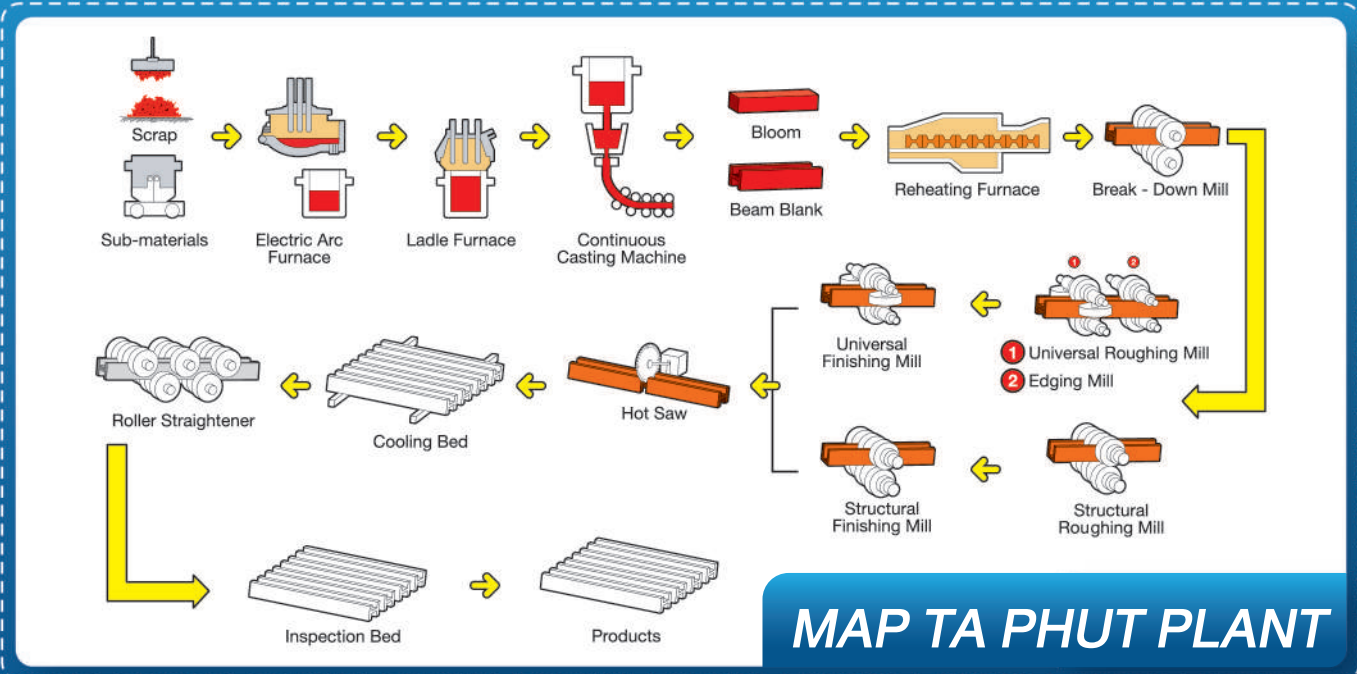 Scrap
Sub-materials
Electric Arc
Furnace
Ladle Furnace
Continuous
Casting Machine
Bloom
Beam Blank
Reheating Furnace
Break - Down Mill
1
2
1 Universal Roughing Mill
2 Edging Mill
Universal
Finishing Mill
Structural
Roughing Mill
Structural
Finishing Mill
Hot Saw
Cooling Bed
Roller Straightener
Inspection Bed
Products
MAP TA PHUT PLANT